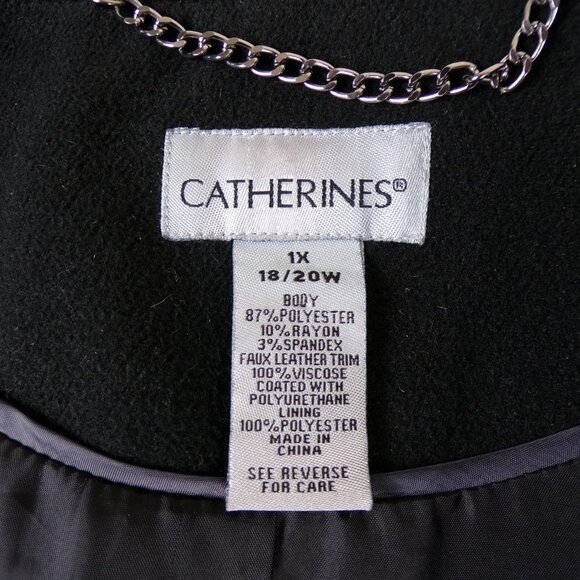 CATHERINES®
1X
18/20W
BODY
87%POLYESTER
10%RAYON
3%SPANDEX
FAUX LEATHER TRIM
100%VISCOSE
COATED WITH
POLYURETHANE
LINING
100%POLYESTER
MADE IN
CHINA
SEE REVERSE
FOR CARE